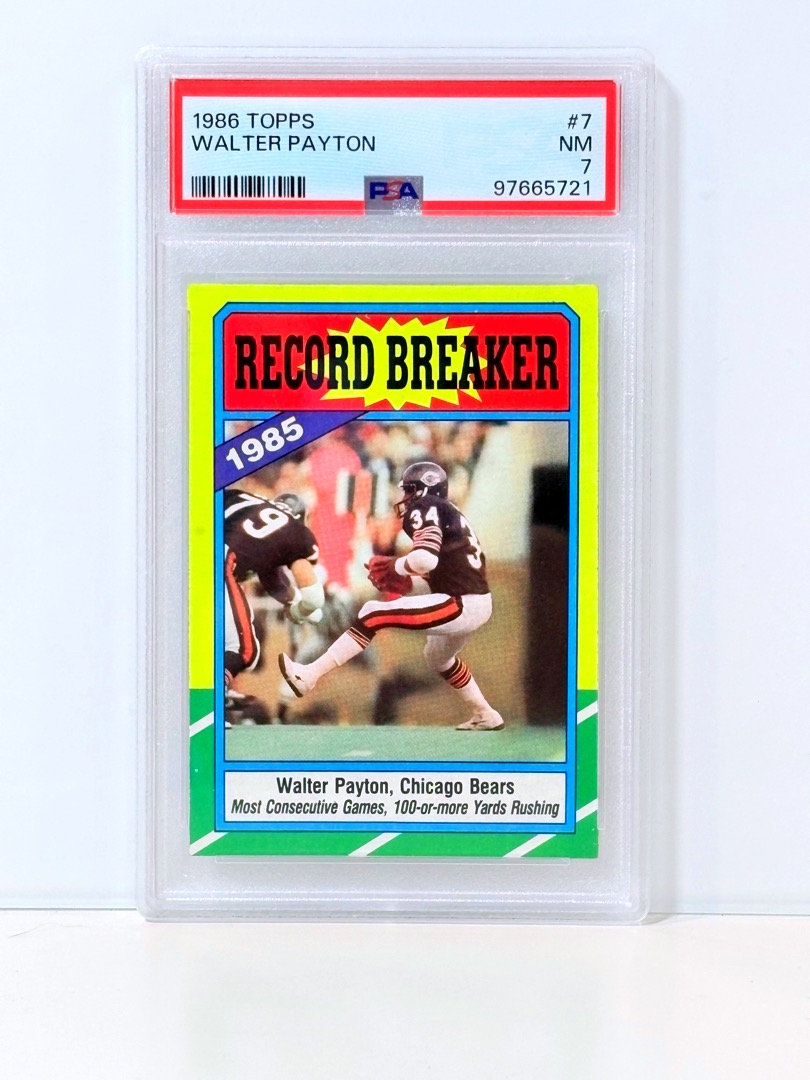 1986 TOPPS #7
WALTER PAYTON NM
7
PSA 97665721
RECORD BREAKER
1985
79
34
34
Walter Payton, Chicago Bears
Most Consecutive Games, 100-or-more Yards Rushing